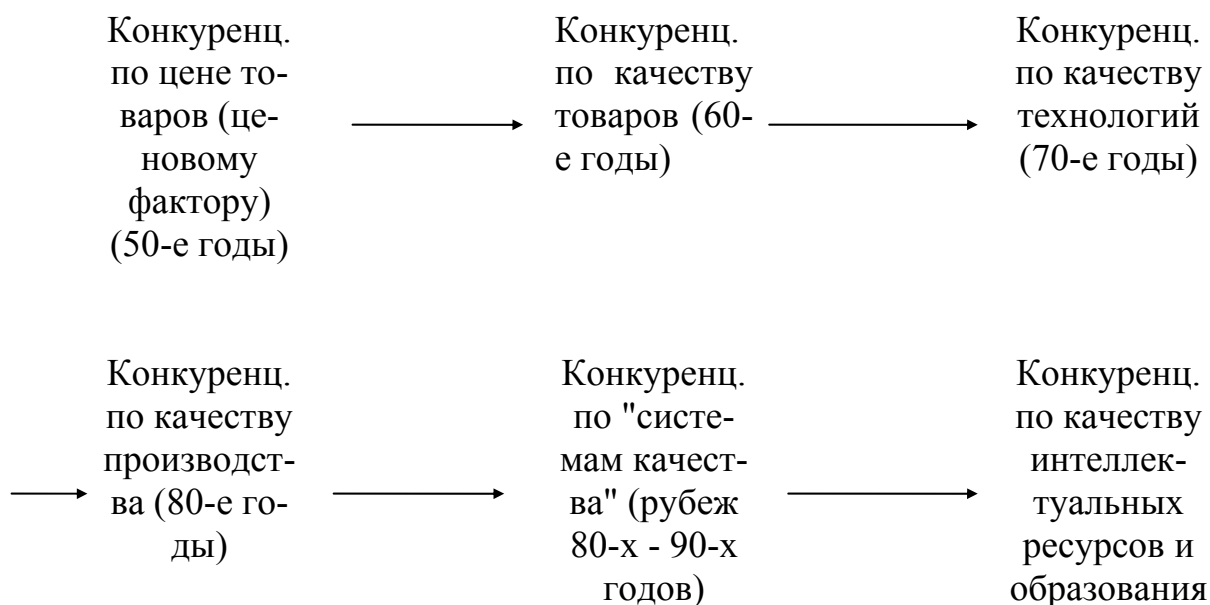 Конкуренц.
по цене то-
варов (це-
новому
фактору)
(50-е годы)
Конкуренц.
по качеству
товаров (60-
е годы)
Конкуренц.
по качеству
технологий
(70-е годы)
Конкуренц.
по качеству
производст-
ва (80-е го-
ды)
Конкуренц.
по "систе-
мам качест-
ва" (рубеж
80-х - 90-х
годов)
Конкуренц.
по качеству
интеллек-
туальных
ресурсов и
образования